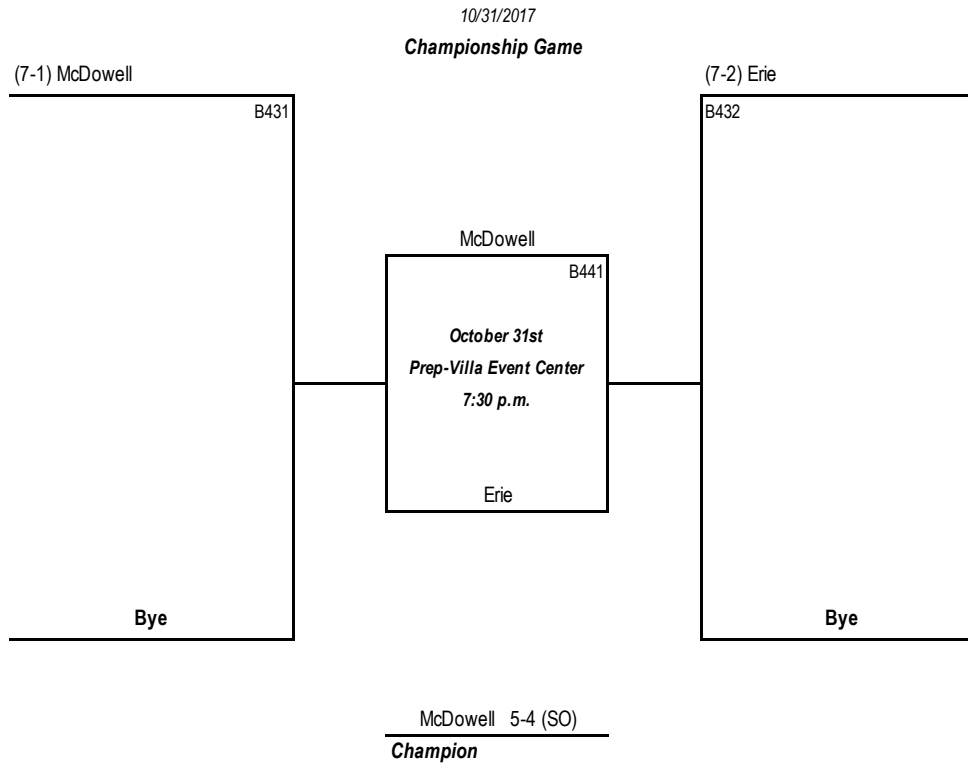 10/31/2017
Championship Game
(7-1) McDowell
(7-2) Erie
B431
B432
McDowell
B441
October 31st
Prep-Villa Event Center
7:30 p.m.
Erie
Bye
Bye
McDowell 5-4 (SO)
Champion